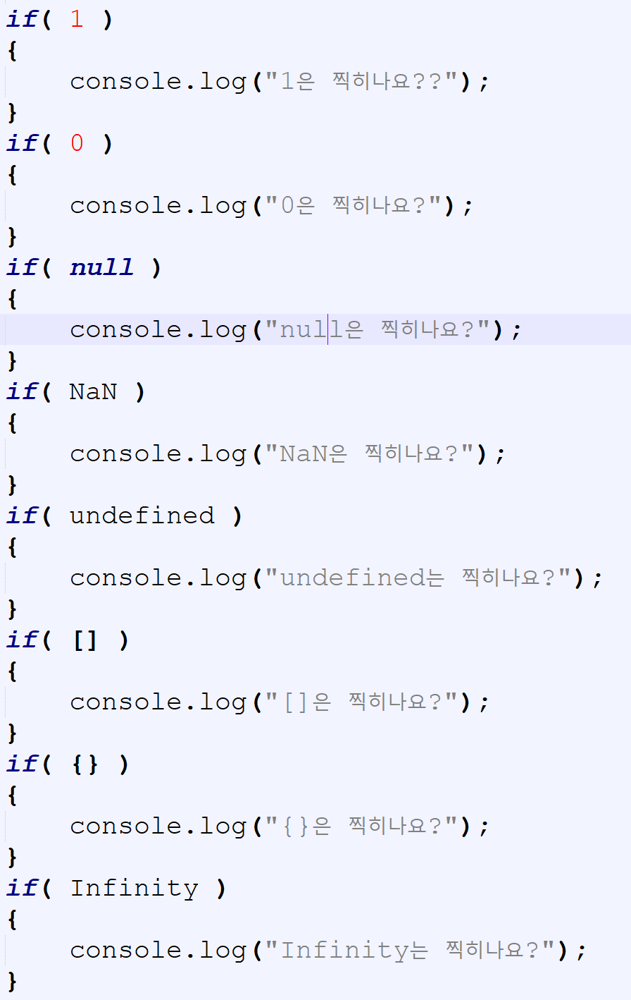 if( 1 )
{
console.log("1은 찍히나요??");
}
if( 0 )
{
console.log("0은 찍히나요?");
}
if( null )
{
console.log("null은 찍히나요?");
}
if( NaN )
{
console.log("NaN은 찍히나요?");
}
if( undefined )
{
console.log("undefined는 찍히나요?");
}
if( [] )
{
console.log("[]은 찍히나요?");
}
if( {} )
{
console.log("{}은 찍히나요?");
}
if( Infinity )
{
console.log("Infinity는 찍히나요?");
}